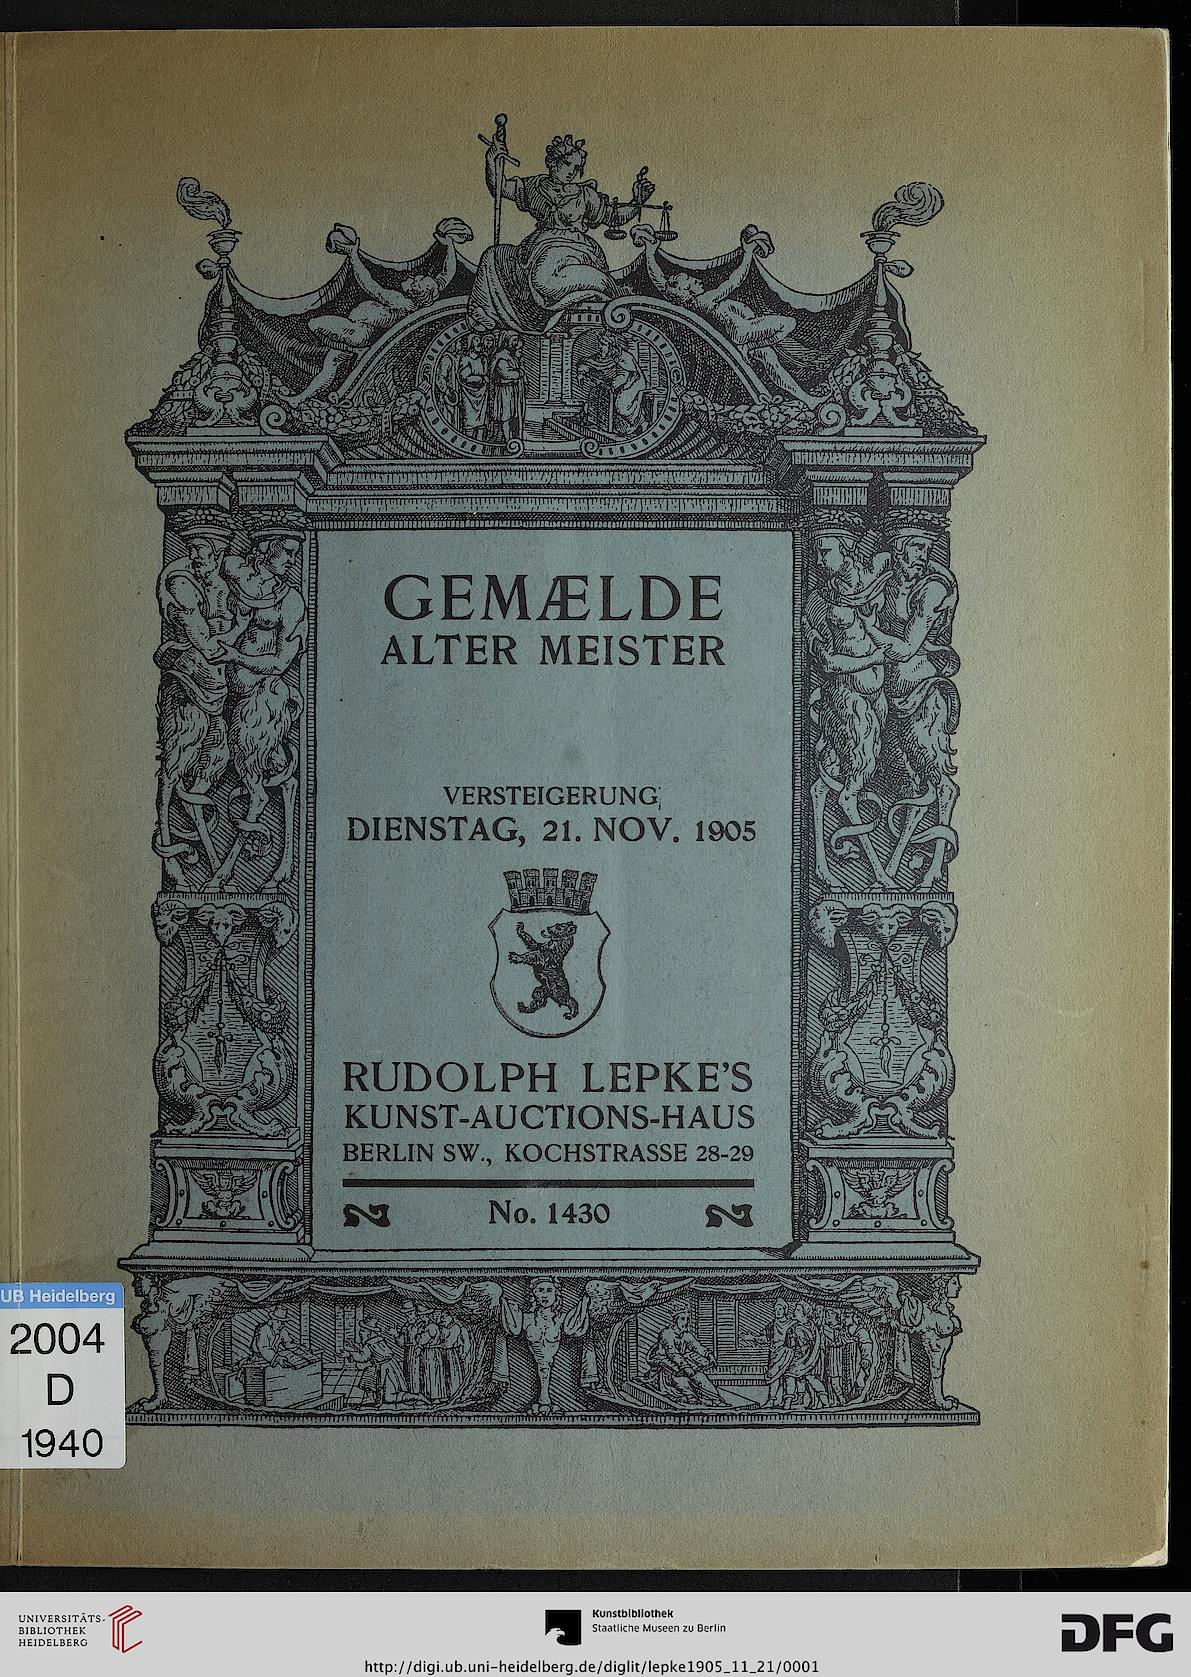 GEMÆLDE
ALTER MEISTER
VERSTEIGERUNG
DIENSTAG, 21. NOV. 1905
RUDOLPH LEPKE'S
KUNST-AUCTIONS-HAUS
BERLIN SW., KOCHSTRASSE 28-29
No. 1430
UB Heidelberg
2004
D
1940
UNIVERSITÄTS-
BIBLIOTHEK
HEIDELBERG
Kunstbibliothek
Staatliche Museen zu Berlin
DFG
http://digi.ub.uni-heidelberg.de/diglit/lepke1905_11_21/0001